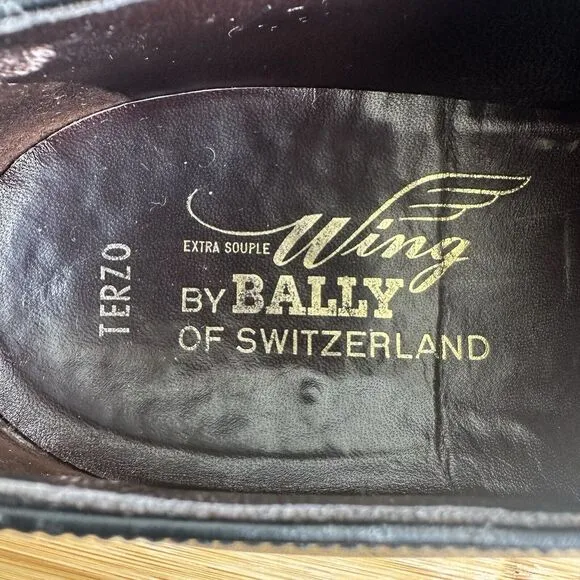 TERZO
EXTRA SOUPLE Wing
BY BALLY
OF SWITZERLAND